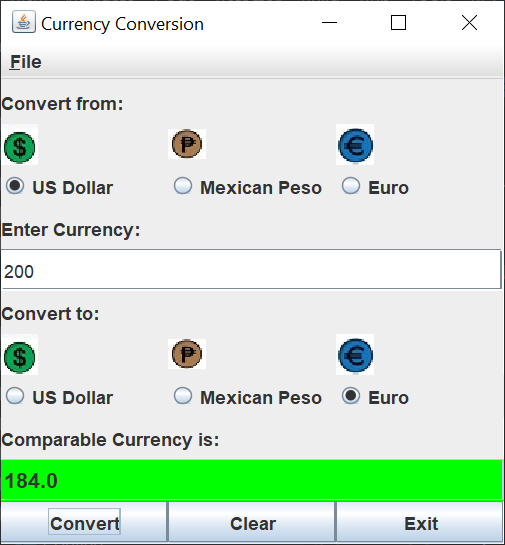 Currency Conversion
File
Convert from:
$ ₱ €
US Dollar Mexican Peso Euro
Enter Currency:
200
Convert to:
$ ₱ €
US Dollar Mexican Peso Euro
Comparable Currency is:
184.0
Convert Clear Exit